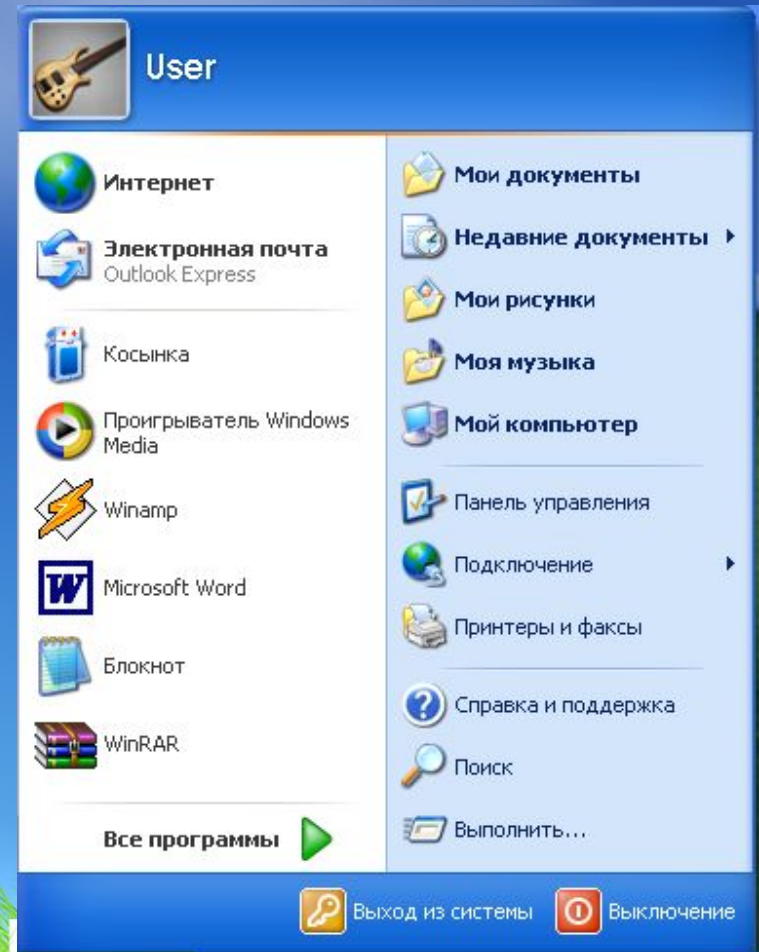 User
Интернет
Электронная почта
Outlook Express
Косынка
Проигрыватель Windows
Media
Winamp
Microsoft Word
Блокнот
WinRAR
Все программы
Мои документы
Недавние документы
Мои рисунки
Моя музыка
Мой компьютер
Панель управления
Подключение
Принтеры и факсы
Справка и поддержка
Поиск
Выполнить...
Выход из системы
Выключение